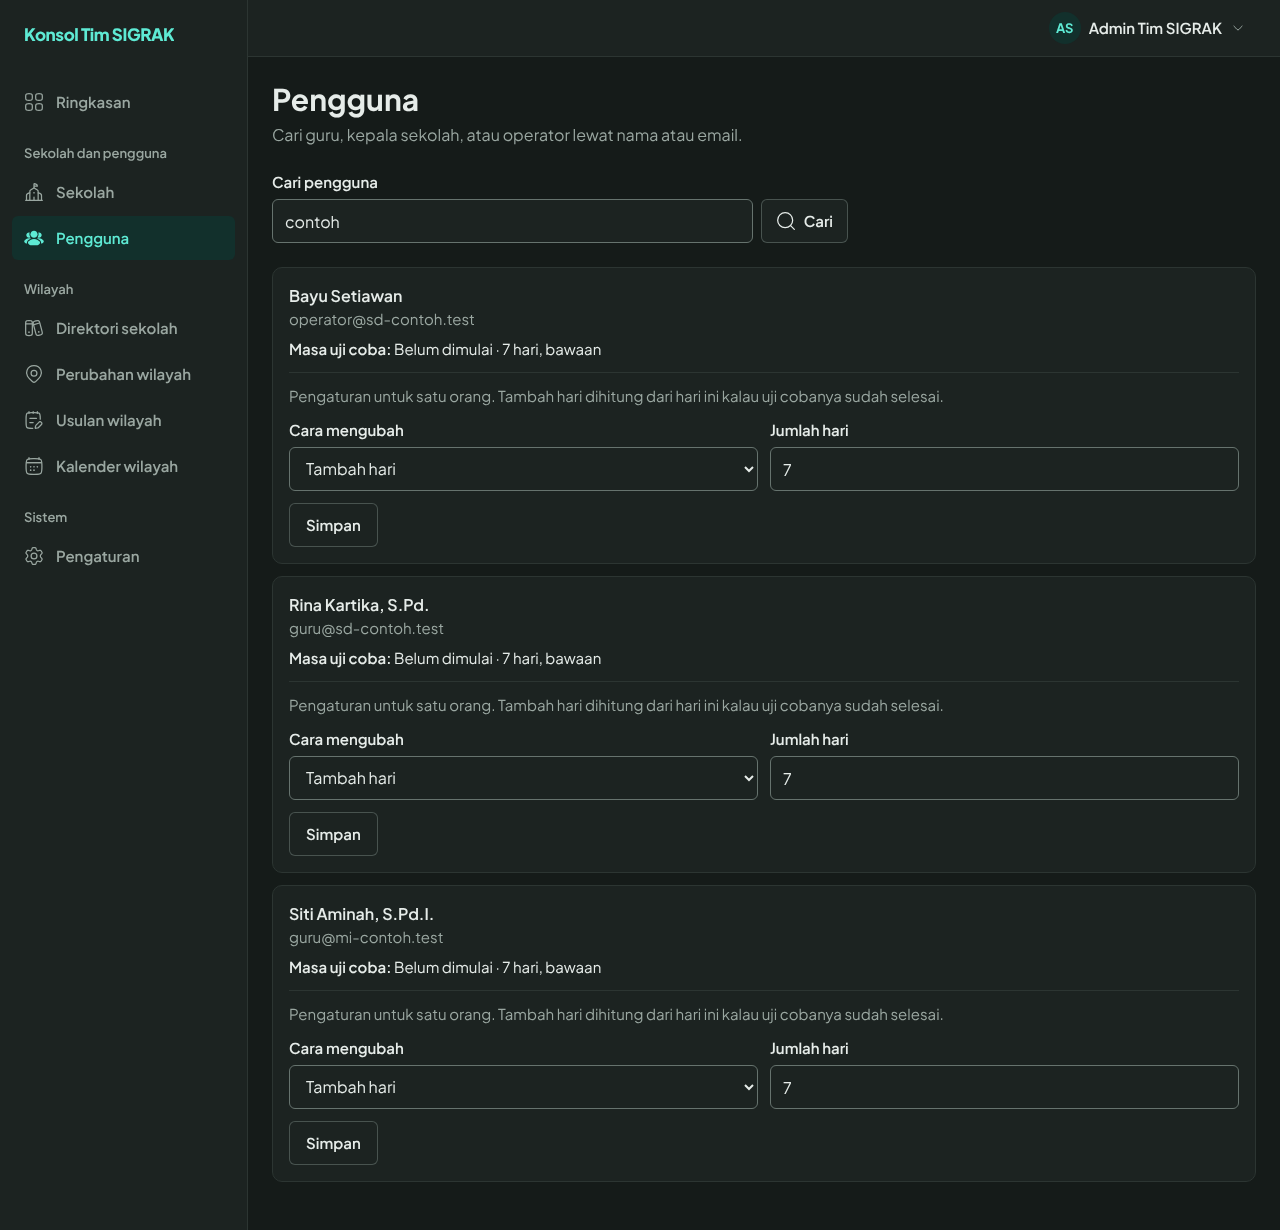 Konsol Tim SIGRAK
AS Admin Tim SIGRAK
Ringkasan
Sekolah dan pengguna
Sekolah
Pengguna
Wilayah
Direktori sekolah
Perubahan wilayah
Usulan wilayah
Kalender wilayah
Sistem
Pengaturan
Pengguna
Cari guru, kepala sekolah, atau operator lewat nama atau email.
Cari pengguna
contoh
Cari
Bayu Setiawan
operator@sd-contoh.test
Masa uji coba: Belum dimulai · 7 hari, bawaan
Pengaturan untuk satu orang. Tambah hari dihitung dari hari ini kalau uji cobanya sudah selesai.
Cara mengubah
Jumlah hari
Tambah hari
7
Simpan
Rina Kartika, S.Pd.
guru@sd-contoh.test
Masa uji coba: Belum dimulai · 7 hari, bawaan
Pengaturan untuk satu orang. Tambah hari dihitung dari hari ini kalau uji cobanya sudah selesai.
Cara mengubah
Jumlah hari
Tambah hari
7
Simpan
Siti Aminah, S.Pd.I.
guru@mi-contoh.test
Masa uji coba: Belum dimulai · 7 hari, bawaan
Pengaturan untuk satu orang. Tambah hari dihitung dari hari ini kalau uji cobanya sudah selesai.
Cara mengubah
Jumlah hari
Tambah hari
7
Simpan